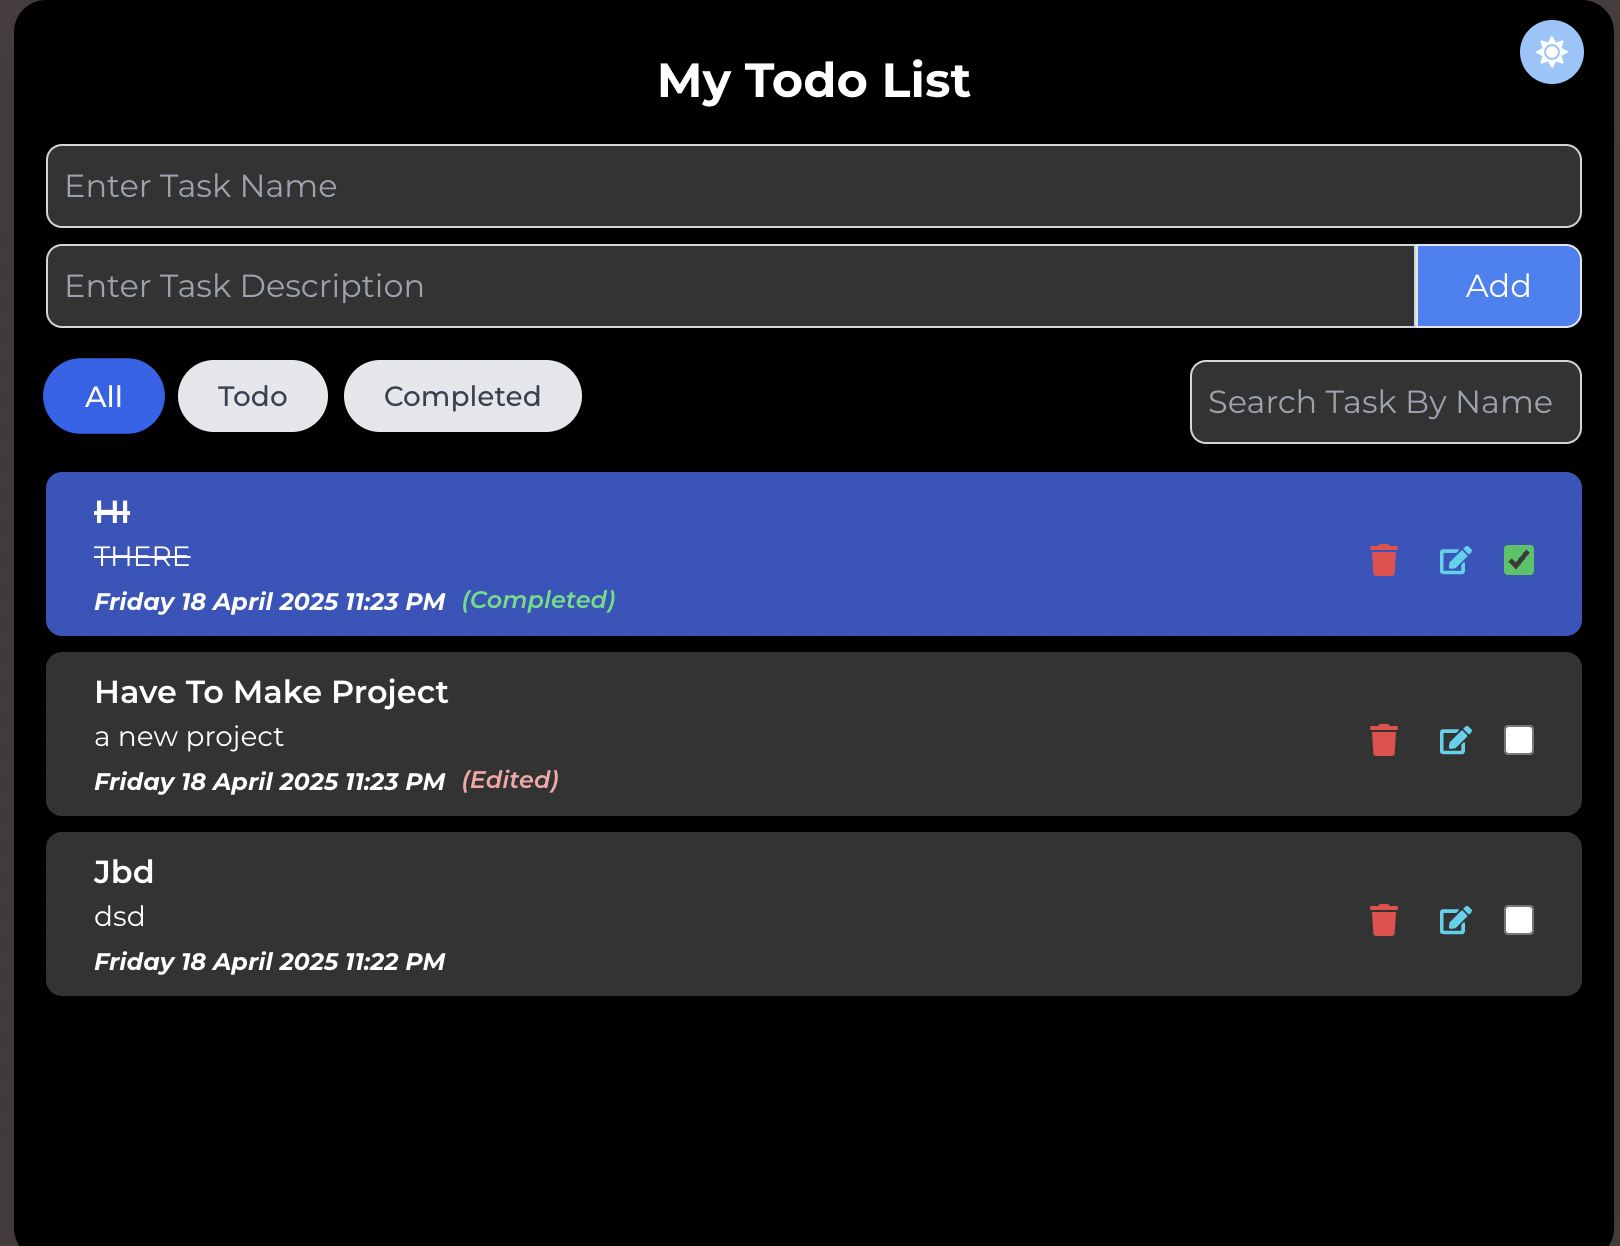 My Todo List
Enter Task Name
Enter Task Description
Add
All
Todo
Completed
Search Task By Name
HI
THERE
Friday 18 April 2025 11:23 PM (Completed)
Have To Make Project
a new project
Friday 18 April 2025 11:23 PM (Edited)
Jbd
dsd
Friday 18 April 2025 11:22 PM